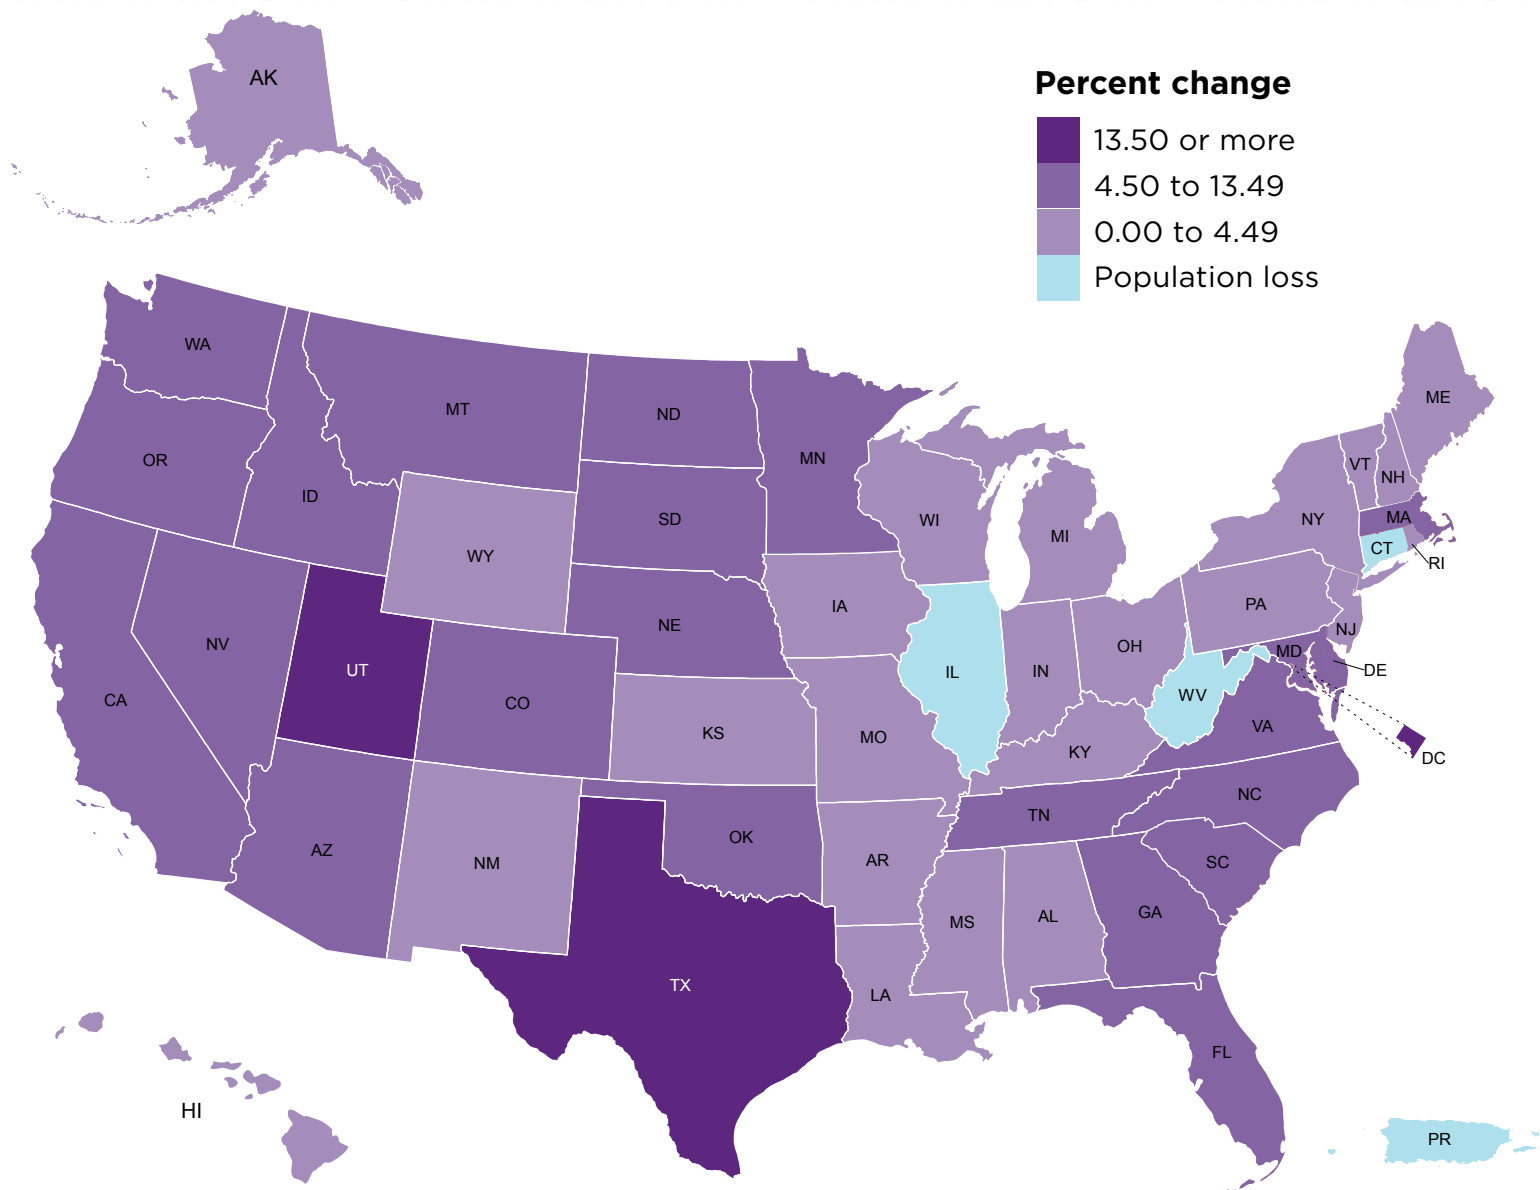 AK
Percent change
13.50 or more
4.50 to 13.49
0.00 to 4.49
Population loss
WA
MT
ND
ME
OR
ID
MN
VT
NH
SD
WI
NY
MA
WY
MI
CT
RI
IA
PA
NE
NV
UT
OH
NJ
IL
IN
MD
DE
CA
CO
WV
KS
MO
VA
KY
DC
NC
TN
AZ
NM
OK
AR
SC
MS
AL
GA
TX
LA
FL
HI
PR